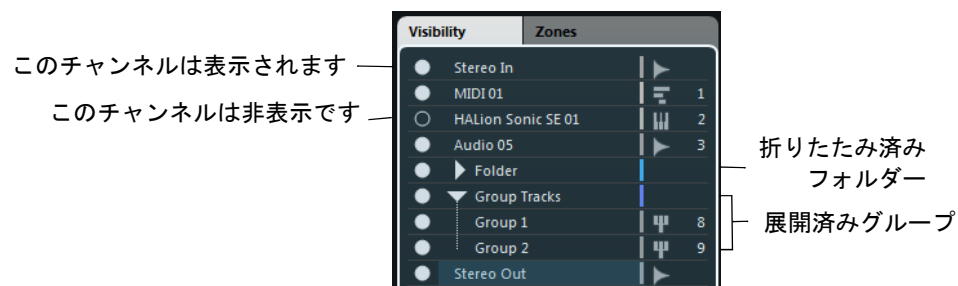 Visibility Zones
このチャンネルは表示されます
Stereo In
MIDI 01 1
このチャンネルは非表示です
HALion Sonic SE 01 2
Audio 05 3
折りたたみ済み
フォルダー
Folder
Group Tracks
展開済みグループ
Group 1 8
Group 2 9
Stereo Out